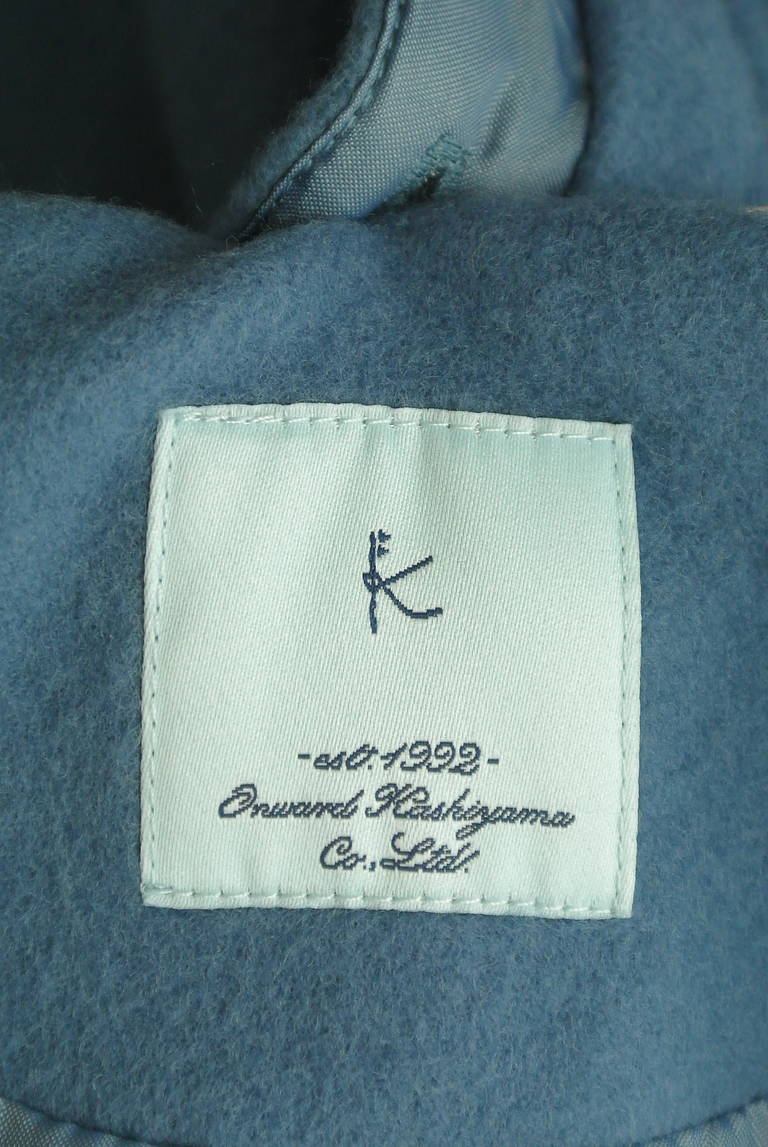 K
-est. 1992-
Onward Kashiyama
Co., Ltd.